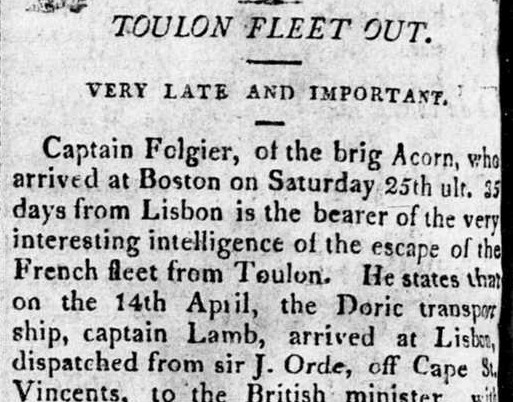 TOULON FLEET OUT.
VERY LATE AND IMPORTANT.
Captain Folgier, of the brig Acorn, who
arrived at Boston on Saturday 25th ult. 35
days from Lisbon is the bearer of the very
interesting intelligence of the escape of the
French fleet from Toulon. He states that
on the 14th April, the Doric transport
ship, captain Lamb, arrived at Lisbon,
dispatched from sir J. Orde, off Cape St.
Vincents, to the British minister, with